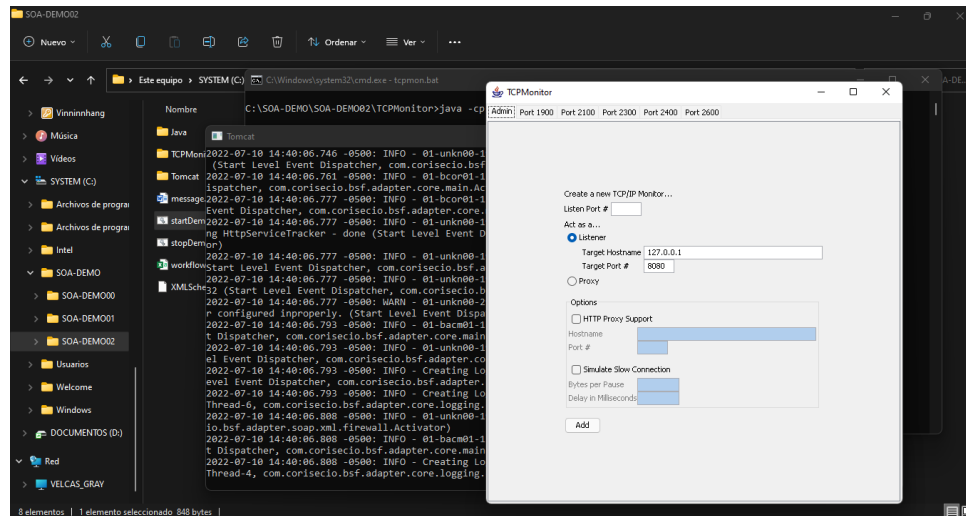 SOA-DEMO02
Nuevo
Ordenar
Ver
Este equipo > SYSTEM (C:)
C:\Windows\system32\cmd.exe - tcpmon.bat
C:\SOA-DEMO\SOA-DEMO02\TCPMonitor>java -cp
Vinninnhang
Música
Vídeos
SYSTEM (C:)
Archivos de progra
Archivos de progra
Intel
SOA-DEMO
SOA-DEMO00
SOA-DEMO01
SOA-DEMO02
Usuarios
Welcome
Windows
DOCUMENTOS (D:)
Red
VELCAS_GRAY
Nombre
Java
TCPMoni
Tomcat
message
startDem
stopDem
workflow
XMLSche
Tomcat
2022-07-10 14:40:06.746 -0500: INFO - 01-unkn00-1
(Start Level Event Dispatcher, com.corisecio.bsf
2022-07-10 14:40:06.761 -0500: INFO - 01-bcor01-1
ispatcher, com.corisecio.bsf.adapter.core.main.Ac
2022-07-10 14:40:06.777 -0500: INFO - 01-bcor01-1
Event Dispatcher, com.corisecio.bsf.adapter.core.
2022-07-10 14:40:06.777 -0500: INFO - 01-unkn00-1
ng HttpServiceTracker - done (Start Level Event D
or)
2022-07-10 14:40:06.777 -0500: INFO - 01-unkn00-1
Start Level Event Dispatcher, com.corisecio.bsf.a
2022-07-10 14:40:06.777 -0500: INFO - 01-unkn00-1
32 (Start Level Event Dispatcher, com.corisecio.b
2022-07-10 14:40:06.777 -0500: WARN - 01-unkn00-2
r configured inproperly. (Start Level Event Dispa
2022-07-10 14:40:06.793 -0500: INFO - 01-bacm01-1
t Dispatcher, com.corisecio.bsf.adapter.core.main
2022-07-10 14:40:06.793 -0500: INFO - 01-unkn00-1
el Event Dispatcher, com.corisecio.bsf.adapter.co
2022-07-10 14:40:06.793 -0500: INFO - Creating Lo
evel Event Dispatcher, com.corisecio.bsf.adapter.
2022-07-10 14:40:06.793 -0500: INFO - Creating Lo
Thread-6, com.corisecio.bsf.adapter.core.logging.
2022-07-10 14:40:06.808 -0500: INFO - 01-unkn00-1
io.bsf.adapter.soap.xml.firewall.Activator)
2022-07-10 14:40:06.808 -0500: INFO - 01-bacm01-1
t Dispatcher, com.corisecio.bsf.adapter.core.main
2022-07-10 14:40:06.808 -0500: INFO - Creating Lo
Thread-4, com.corisecio.bsf.adapter.core.logging.
TCPMonitor
Admin Port 1900 Port 2100 Port 2300 Port 2400 Port 2600
Create a new TCP/IP Monitor...
Listen Port #
Act as a...
Listener
Target Hostname 127.0.0.1
Target Port # 8080
Proxy
Options
HTTP Proxy Support
Hostname
Port #
Simulate Slow Connection
Bytes per Pause
Delay in Milliseconds
Add
A-DE...
8 elementos | 1 elemento seleccionado 848 bytes |